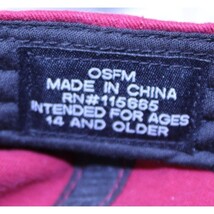 OSFM
MADE IN CHINA
RN#115665
INTENDED FOR AGES
14 AND OLDER